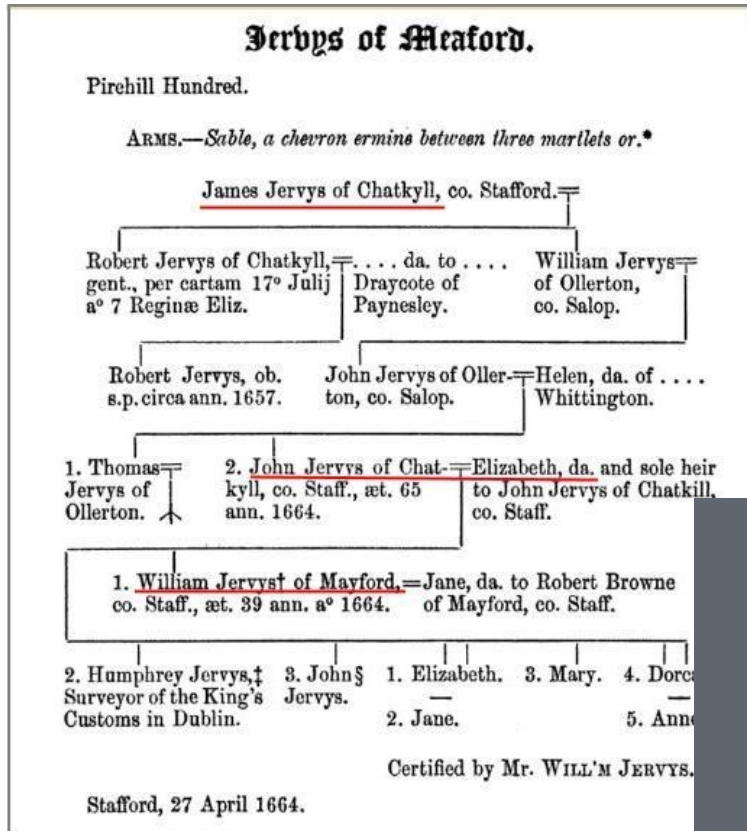 Jervys of Meaford.
Pirehill Hundred.
ARMS.—Sable, a chevron ermine between three martlets or.*
James Jervys of Chatkyll, co. Stafford.
Robert Jervys of Chatkyll, .... da. to .... William Jervys
gent., per cartam 17º Julij Draycote of of Ollerton,
aº 7 Reginæ Eliz. Paynesley. co. Salop.
Robert Jervys, ob. John Jervys of Oller- Helen, da. of ....
s.p. circa ann. 1657. ton, co. Salop. Whittington.
1. Thomas 2. John Jervys of Chat- Elizabeth, da. and sole heir
Jervys of kyll, co. Staff., æt. 65 to John Jervys of Chatkill,
Ollerton. ann. 1664. co. Staff.
1. William Jervys† of Mayford, Jane, da. to Robert Browne
co. Staff., æt. 39 ann. aº 1664. of Mayford, co. Staff.
2. Humphrey Jervys,‡ 3. John§ 1. Elizabeth. 3. Mary. 4.
Surveyor of the King's Jervys. —
Customs in Dublin. 2. Jane. 5.
Certified by Mr. WILL'M JERVYS.
Stafford, 27 April 1664.